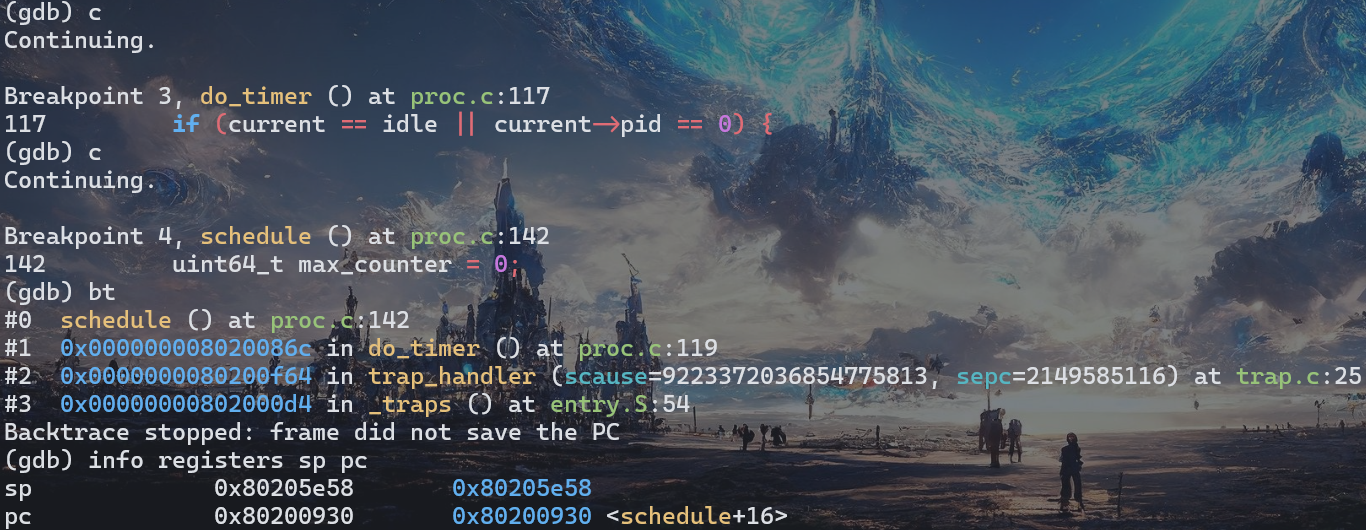 (gdb) c
Continuing.
Breakpoint 3, do_timer () at proc.c:117
117         if (current == idle || current->pid == 0) {
(gdb) c
Continuing.
Breakpoint 4, schedule () at proc.c:142
142         uint64_t max_counter = 0;
(gdb) bt
#0  schedule () at proc.c:142
#1  0x000000008020086c in do_timer () at proc.c:119
#2  0x0000000080200f64 in trap_handler (scause=9223372036854775813, sepc=2149585116) at trap.c:25
#3  0x00000000802000d4 in _traps () at entry.S:54
Backtrace stopped: frame did not save the PC
(gdb) info registers sp pc
sp             0x80205e58       0x80205e58
pc             0x80200930       0x80200930 <schedule+16>